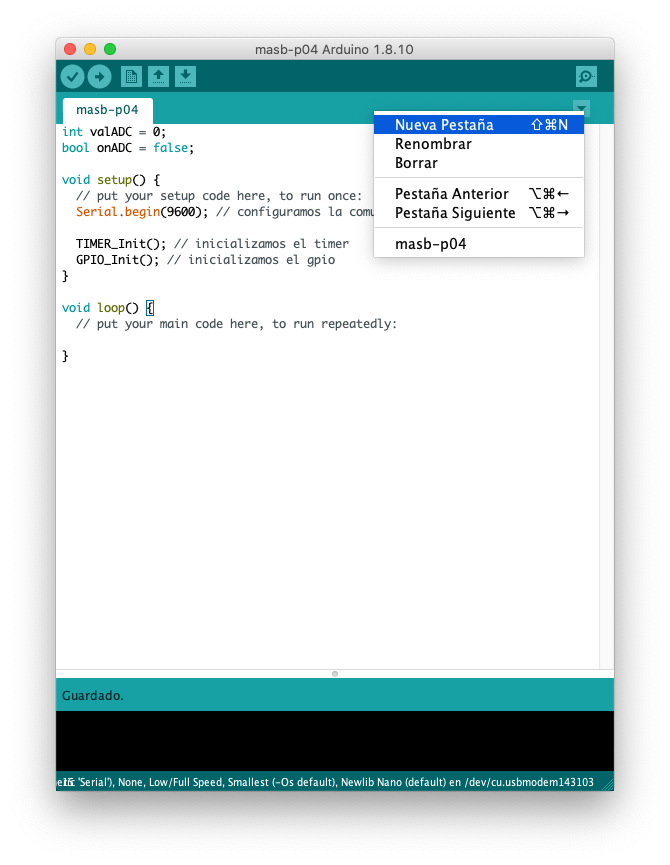 masb-p04 Arduino 1.8.10
masb-p04
int valADC = 0;
bool onADC = false;
void setup() {
// put your setup code here, to run once:
Serial.begin(9600); // configuramos la comu
TIMER_Init(); // inicializamos el timer
GPIO_Init(); // inicializamos el gpio
}
void loop() {
// put your main code here, to run repeatedly:
}
Nueva Pestaña ⇧⌘N
Renombrar
Borrar
Pestaña Anterior ⌥⌘←
Pestaña Siguiente ⌥⌘→
masb-p04
Guardado.
15 'Serial'), None, Low/Full Speed, Smallest (-Os default), Newlib Nano (default) en /dev/cu.usbmodem143103